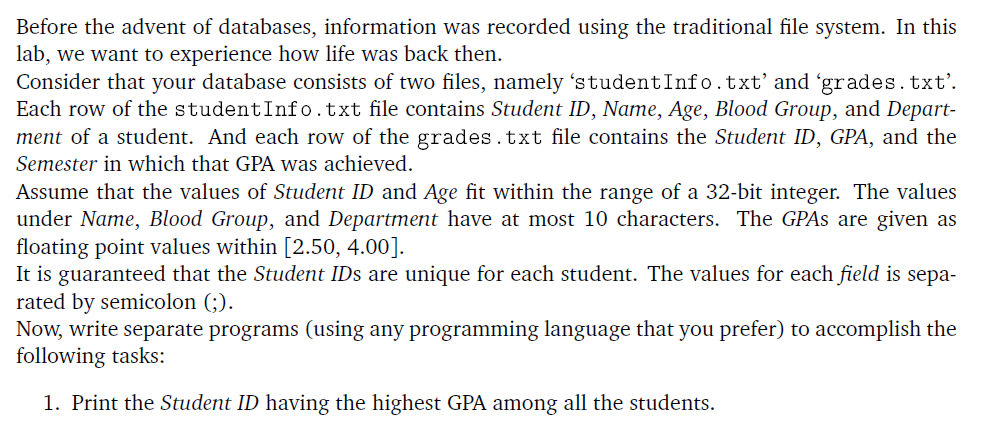 Before the advent of databases, information was recorded using the traditional file system. In this
lab, we want to experience how life was back then.
Consider that your database consists of two files, namely ‘studentInfo.txt’ and ‘grades.txt’.
Each row of the studentInfo.txt file contains Student ID, Name, Age, Blood Group, and Depart-
ment of a student. And each row of the grades.txt file contains the Student ID, GPA, and the
Semester in which that GPA was achieved.
Assume that the values of Student ID and Age fit within the range of a 32-bit integer. The values
under Name, Blood Group, and Department have at most 10 characters. The GPAs are given as
floating point values within [2.50, 4.00].
It is guaranteed that the Student IDs are unique for each student. The values for each field is sepa-
rated by semicolon (;).
Now, write separate programs (using any programming language that you prefer) to accomplish the
following tasks:
1. Print the Student ID having the highest GPA among all the students.